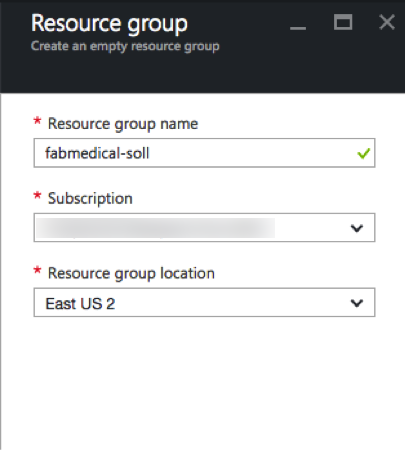 Resource group
Create an empty resource group
* Resource group name
fabmedical-soll
* Subscription
* Resource group location
East US 2